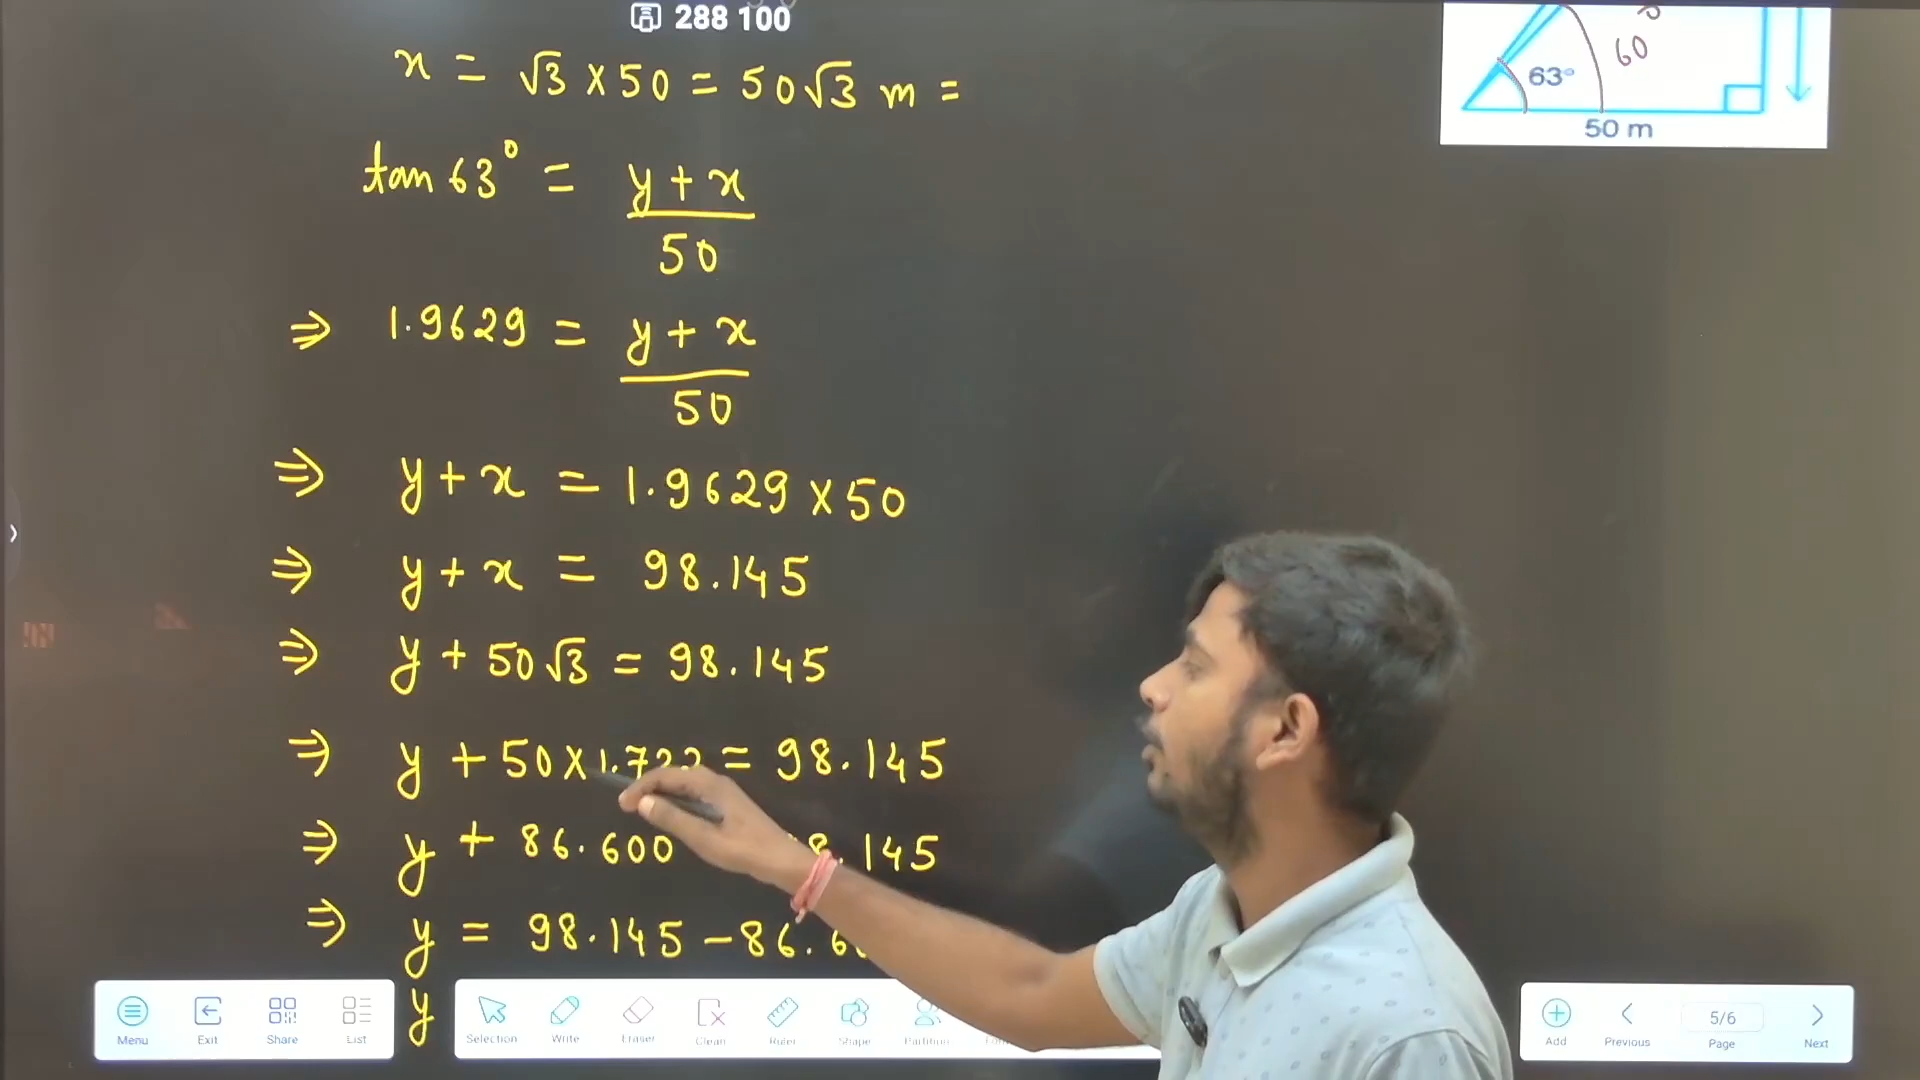 288 100
x = √3 × 50 = 50√3 m =
60
63°
50 m
tan 63° = y + x
50
⇒ 1.9629 = y + x
50
⇒ y + x = 1.9629 × 50
⇒ y + x = 98.145
⇒ y + 50√3 = 98.145
⇒ y + 50 × = 98.145
⇒ y + 86.600 8.145
⇒ y = 98.145 - 86.6
y
Menu Exit Share List
Selection Write Eraser Clean Ruler Shape Partition
Add Previous 5/6 Page Next